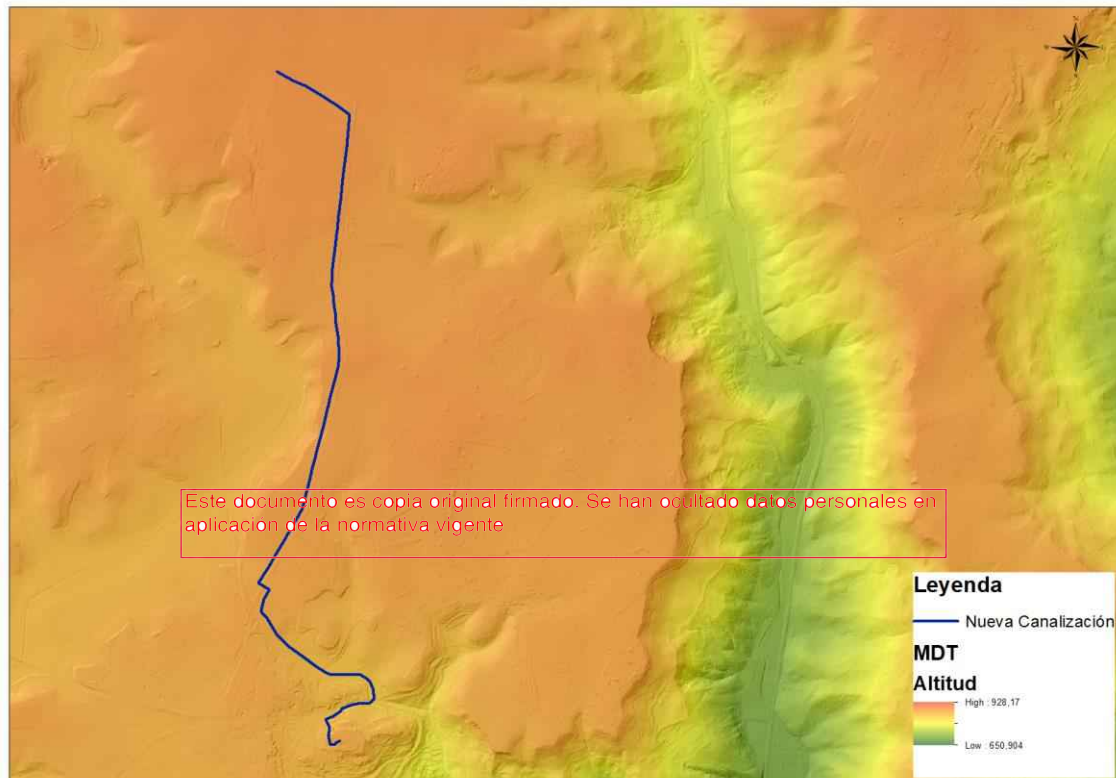 Este documento es copia original firmado. Se han ocultado datos personales en
aplicacion de la normativa vigente
Leyenda
Nueva Canalización
MDT
Altitud
High : 928,17
Low : 650,904